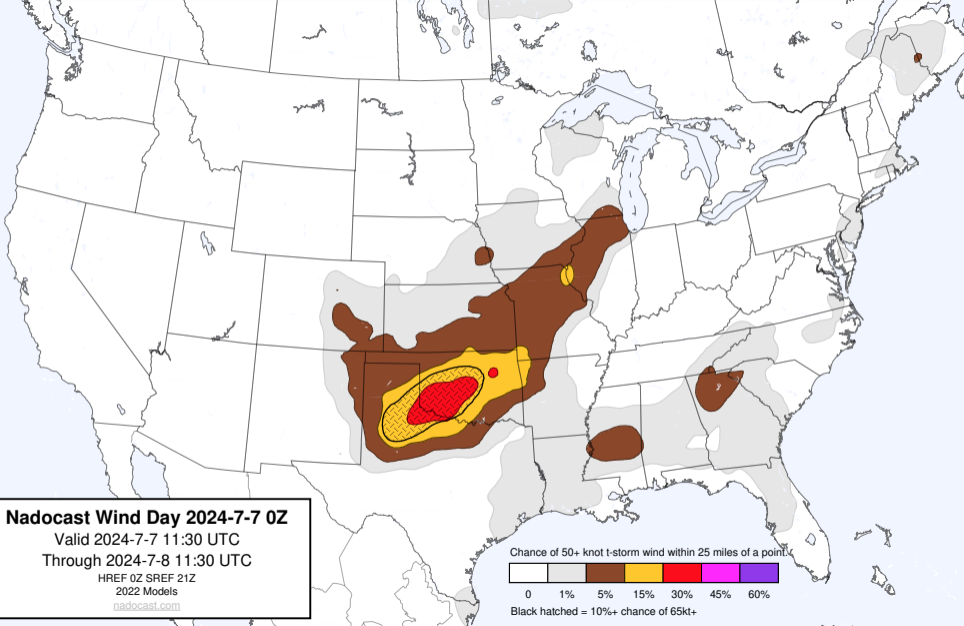 Nadocast Wind Day 2024-7-7 0Z
Valid 2024-7-7 11:30 UTC
Through 2024-7-8 11:30 UTC
HREF 0Z SREF 21Z
2022 Models
nadocast.com
Chance of 50+ knot t-storm wind within 25 miles of a point.
0 1% 5% 15% 30% 45% 60%
Black hatched = 10%+ chance of 65kt+